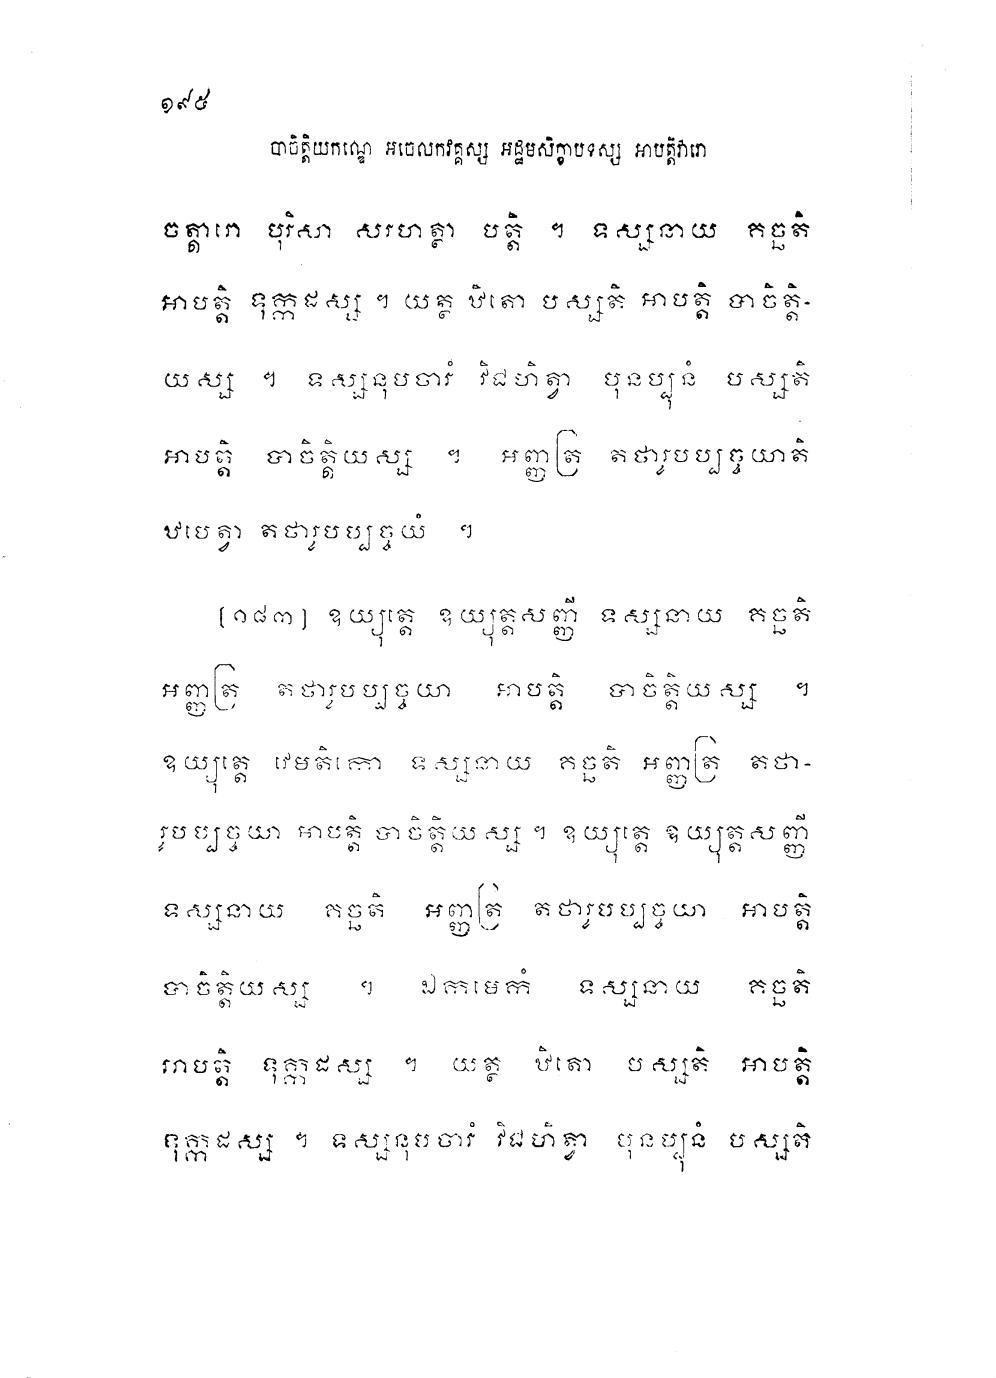 ១៩៥
បាចិត្តិយកណ្ឌេ អចេលកវគ្គស្ស អដ្ឋមសិក្ខាបទស្ស អាបត្តិវារោ
ចត្តារោ បុរិសា សរហត្ថា បត្តិ ។ ទស្សនាយ គច្ឆតិ
អាបត្តិ ទុក្កដស្ស ។ យត្ថ ឋិតោ បស្សតិ អាបត្តិ បាចិត្តិ-
យស្ស ។ ទស្សនុបចារំ វិជហិត្វា បុនប្បុនំ បស្សតិ
អាបត្តិ បាចិត្តិយស្ស ។ អញ្ញត្រ តថារូបប្បច្ចយាតិ
ឋបេត្វា តថារូបប្បច្ចយំ ។
[១៨៣] ឧយ្យុត្តេ ឧយ្យុត្តសញ្ញី ទស្សនាយ គច្ឆតិ
អញ្ញត្រ តថារូបប្បច្ចយា អាបត្តិ បាចិត្តិយស្ស ។
ឧយ្យុត្តេ វេមតិកោ ទស្សនាយ គច្ឆតិ អញ្ញត្រ តថា-
រូបប្បច្ចយា អាបត្តិ បាចិត្តិយស្ស ។ ឧយ្យុត្តេ ឧយ្យុត្តសញ្ញី
ទស្សនាយ គច្ឆតិ អញ្ញត្រ តថារូបប្បច្ចយា អាបត្តិ
បាចិត្តិយស្ស ។ ឯកមេកំ ទស្សនាយ គច្ឆតិ
អាបត្តិ ទុក្កដស្ស ។ យត្ថ ឋិតោ បស្សតិ អាបត្តិ
ទុក្កដស្ស ។ ទស្សនុបចារំ វិជហិត្វា បុនប្បុនំ បស្សតិ